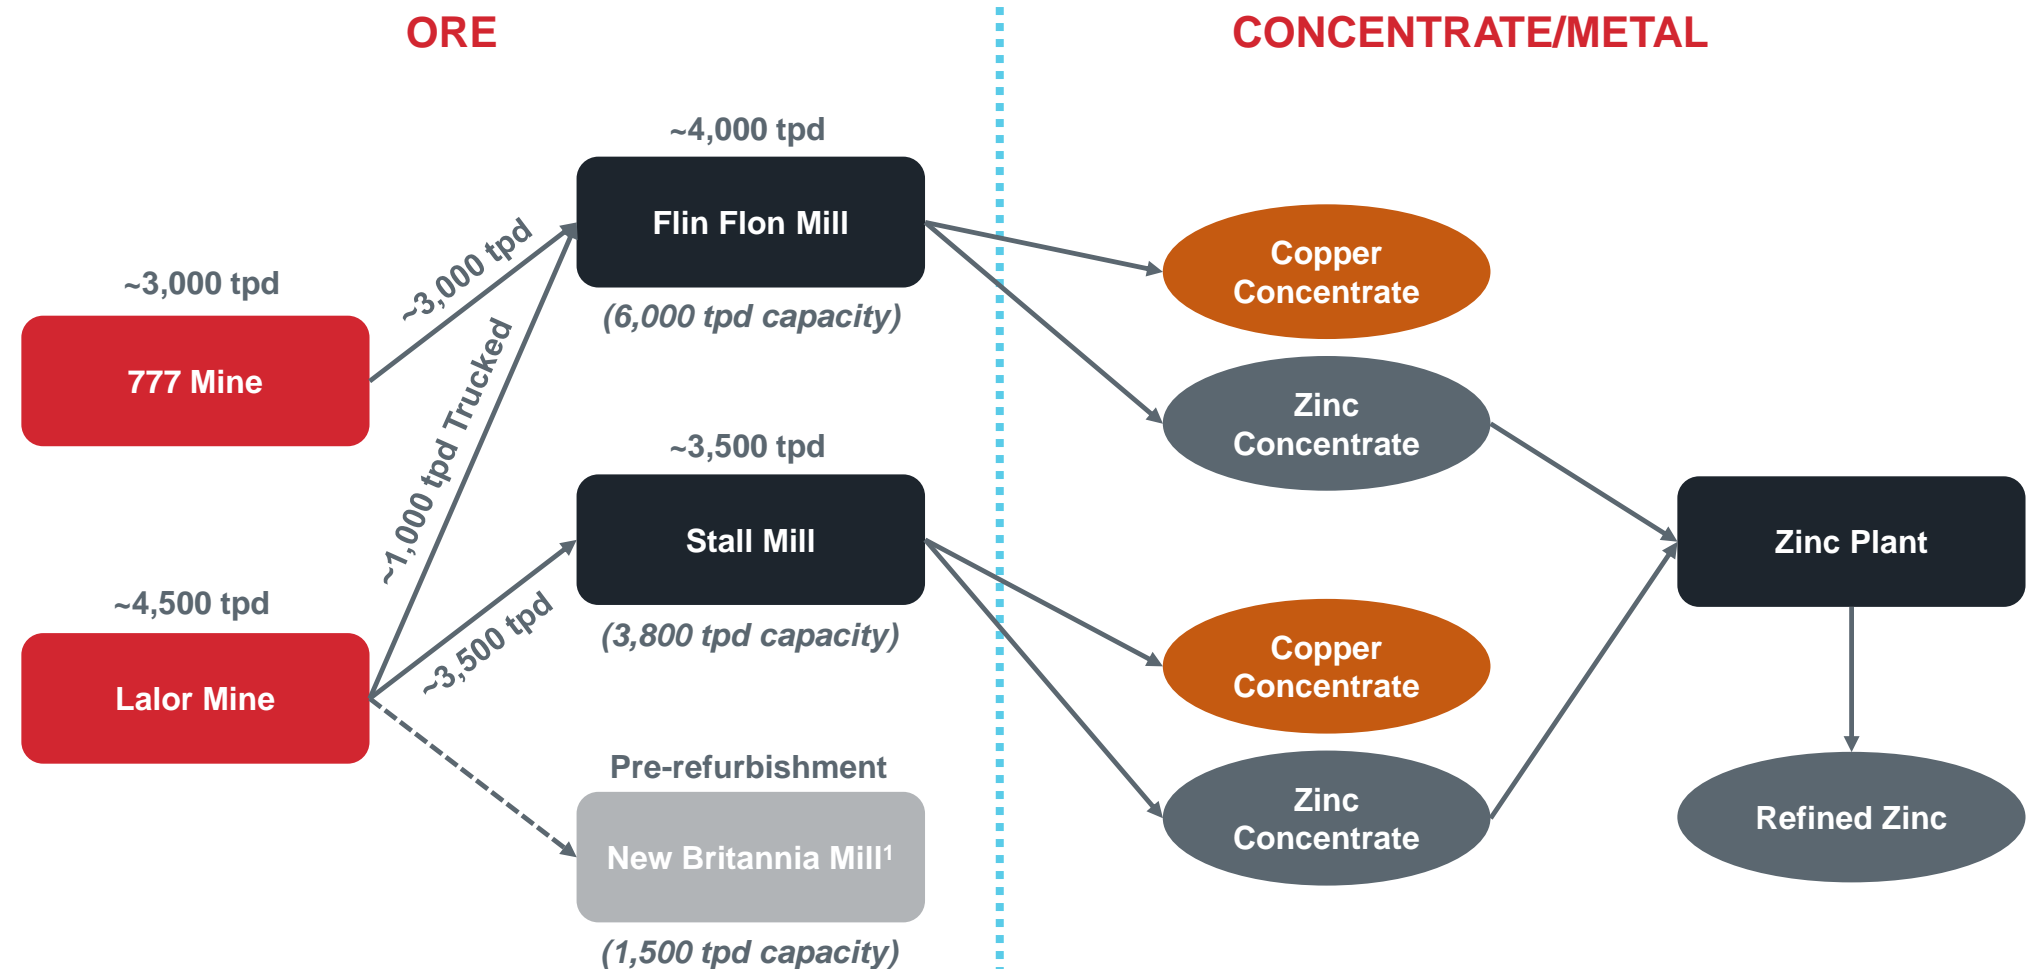 ORE
CONCENTRATE/METAL
~4,000 tpd
Flin Flon Mill
(6,000 tpd capacity)
~3,000 tpd
777 Mine
~3,000 tpd
~1,000 tpd Trucked
Copper
Concentrate
Zinc
Concentrate
~3,500 tpd
Stall Mill
(3,800 tpd capacity)
Zinc Plant
~4,500 tpd
Lalor Mine
~3,500 tpd
Copper
Concentrate
Zinc
Concentrate
Refined Zinc
Pre-refurbishment
New Britannia Mill¹
(1,500 tpd capacity)